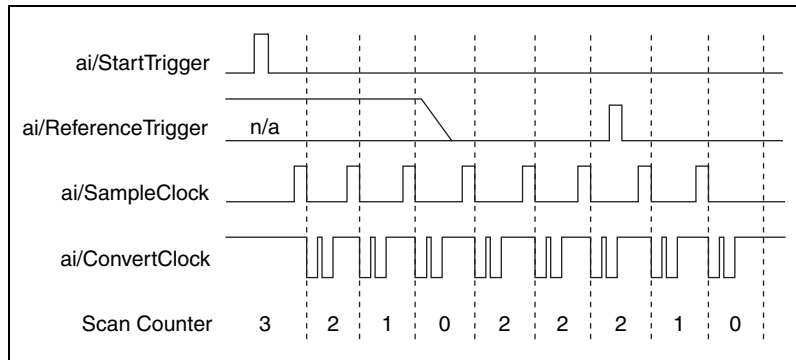 ai/StartTrigger
ai/ReferenceTrigger
n/a
ai/SampleClock
ai/ConvertClock
Scan Counter 3 2 1 0 2 2 2 1 0